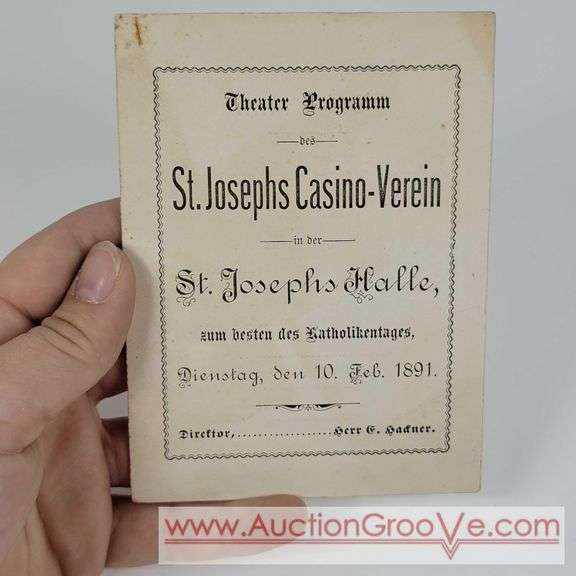 Theater Programm
des
St. Josephs Casino-Verein
in der
St. Josephs Halle,
zum besten des Katholikentages,
Dienstag, den 10. Feb. 1891.
Direktor,.................Herr E. Hackner.
www.AuctionGrooVe.com